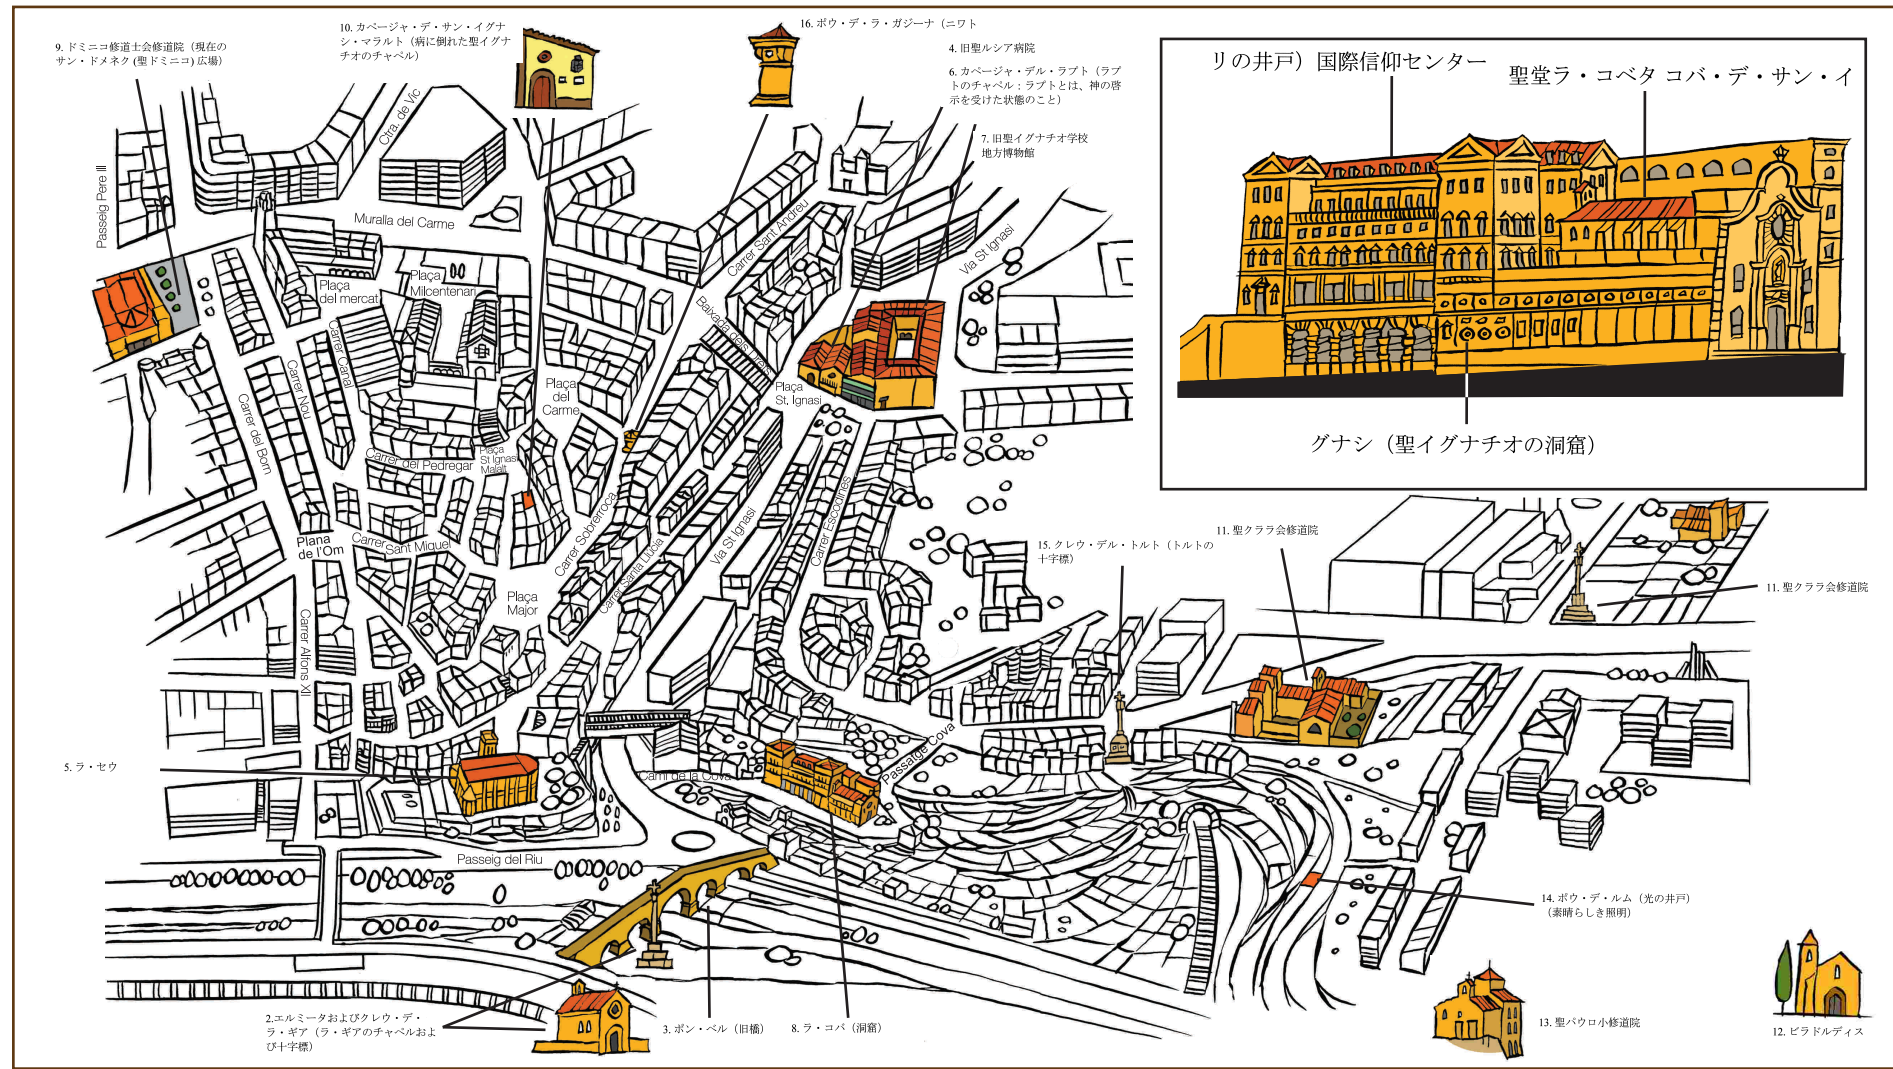 9. ドミニコ修道士会修道院（現在の
サン・ドメネク (聖ドミニコ) 広場）
10. カページャ・デ・サン・イグナ
シ・マラルト（病に倒れた聖イグナ
チオのチャペル）
16. ポウ・デ・ラ・ガジーナ（ニワト
4. 旧聖ルシア病院
6. カページャ・デル・ラプト（ラプ
トのチャペル：ラプトとは、神の啓
示を受けた状態のこと）
7. 旧聖イグナチオ学校
地方博物館
リの井戸）国際信仰センター
聖堂ラ・コベタ コバ・デ・サン・イ
グナシ（聖イグナチオの洞窟）
Passeig Pere III
Ctra. de Vic
Muralla del Carme
Carrer Sant Andreu
Via St Ignasi
Plaça
del mercat
Plaça
Milcentenari
Baixada dels Drets
Carrer Canal
Carrer Nou
Carrer del Born
Plaça
del
Carme
Plaça
St. Ignasi
Carrer del Pedregar
Plaça
St Ignasi
Malalt
Carrer Sobrerroca
Carrer Santa Llúcia
Via St Ignasi
Carrer Escodines
Plana
de l'Om
Carrer Sant Miquel
Plaça
Major
Carrer Alfons XII
15. クレウ・デル・トルト（トルトの
十字標）
11. 聖クララ会修道院
11. 聖クララ会修道院
5. ラ・セウ
Camí de la Cova
Passatge Cova
Passeig del Riu
14. ポウ・デ・ルム（光の井戸）
（素晴らしき照明）
2.エルミータおよびクレウ・デ・
ラ・ギア（ラ・ギアのチャペルおよ
び十字標）
3. ポン・ベル（旧橋）
8. ラ・コバ（洞窟）
13. 聖パウロ小修道院
12. ビラドルディス